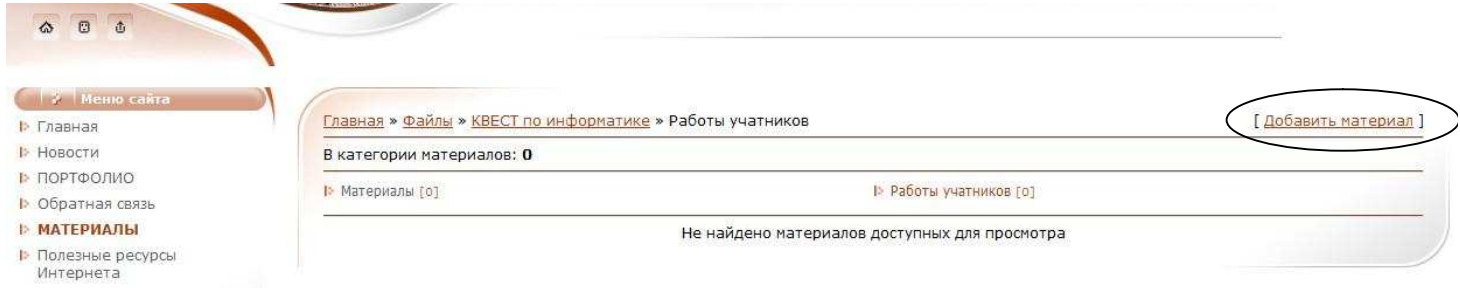 Меню сайта
Главная
Новости
ПОРТФОЛИО
Обратная связь
МАТЕРИАЛЫ
Полезные ресурсы
Интернета
Главная » Файлы » КВЕСТ по информатике » Работы учатников
[ Добавить материал ]
В категории материалов: 0
Материалы [0]
Работы учатников [0]
Не найдено материалов доступных для просмотра